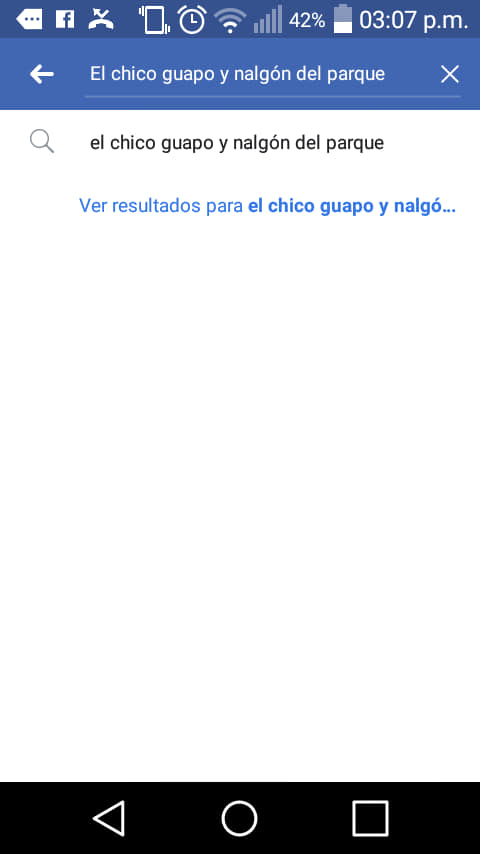 42% 03:07 p.m.
El chico guapo y nalgón del parque
el chico guapo y nalgón del parque
Ver resultados para el chico guapo y nalgó...